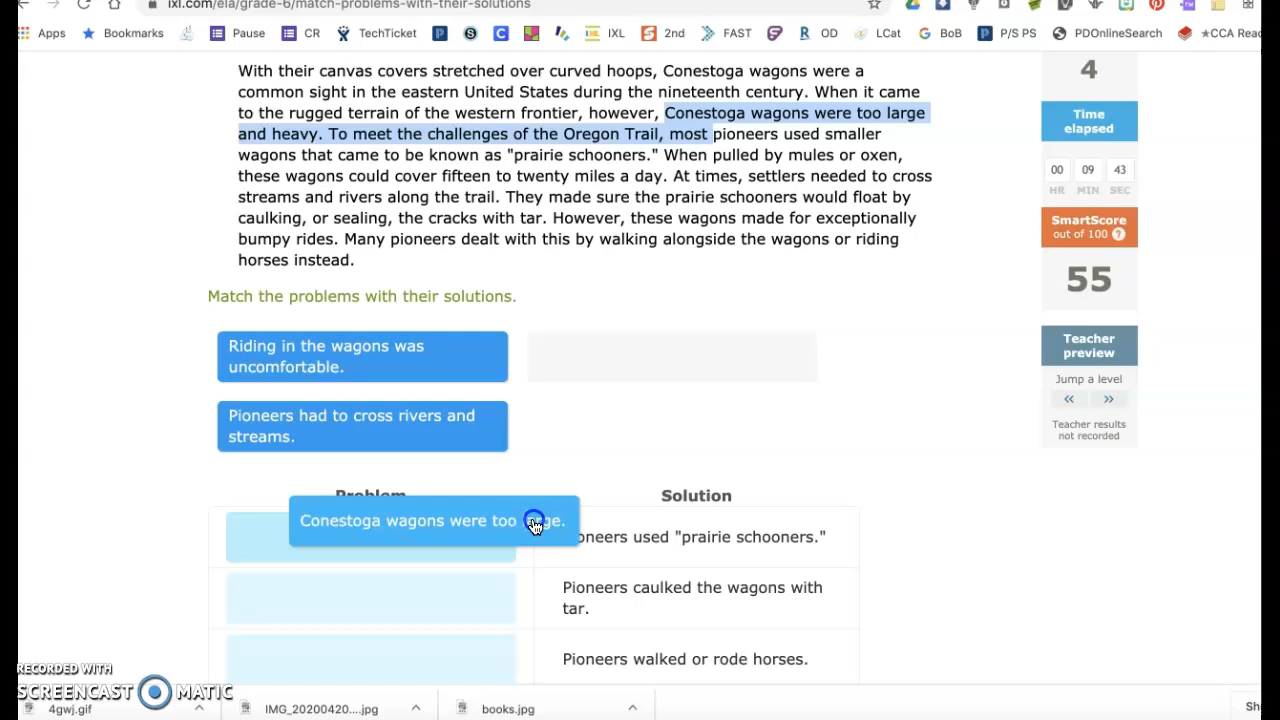 ixl.com/ela/grade-6/match-problems-with-their-solutions
Apps Bookmarks Pause CR TechTicket IXL 2nd FAST OD LCat BoB P/S PS PDOnlineSearch ★CCA Rea
With their canvas covers stretched over curved hoops, Conestoga wagons were a
common sight in the eastern United States during the nineteenth century. When it came
to the rugged terrain of the western frontier, however, Conestoga wagons were too large
and heavy. To meet the challenges of the Oregon Trail, most pioneers used smaller
wagons that came to be known as "prairie schooners." When pulled by mules or oxen,
these wagons could cover fifteen to twenty miles a day. At times, settlers needed to cross
streams and rivers along the trail. They made sure the prairie schooners would float by
caulking, or sealing, the cracks with tar. However, these wagons made for exceptionally
bumpy rides. Many pioneers dealt with this by walking alongside the wagons or riding
horses instead.
Match the problems with their solutions.
Riding in the wagons was
uncomfortable.
Pioneers had to cross rivers and
streams.
Problem Solution
Conestoga wagons were too large.
oneers used "prairie schooners."
Pioneers caulked the wagons with
tar.
Pioneers walked or rode horses.
4
Time
elapsed
00 09 43
HR MIN SEC
SmartScore
out of 100 ?
55
Teacher
preview
Jump a level
« »
Teacher results
not recorded
RECORDED WITH
SCREENCAST MATIC
4gwj.gif IMG_20200420....jpg books.jpg